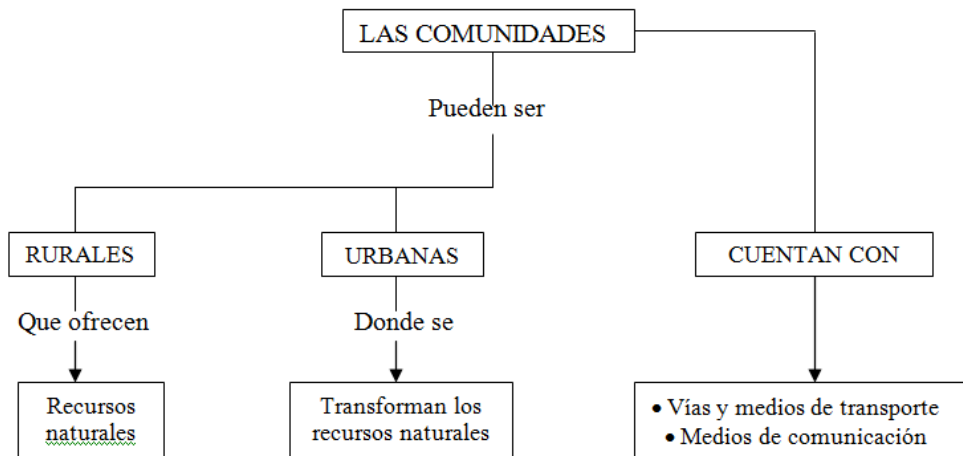 LAS COMUNIDADES
Pueden ser
RURALES
URBANAS
CUENTAN CON
Que ofrecen
Donde se
Recursos
naturales
Transforman los
recursos naturales
• Vías y medios de transporte
• Medios de comunicación